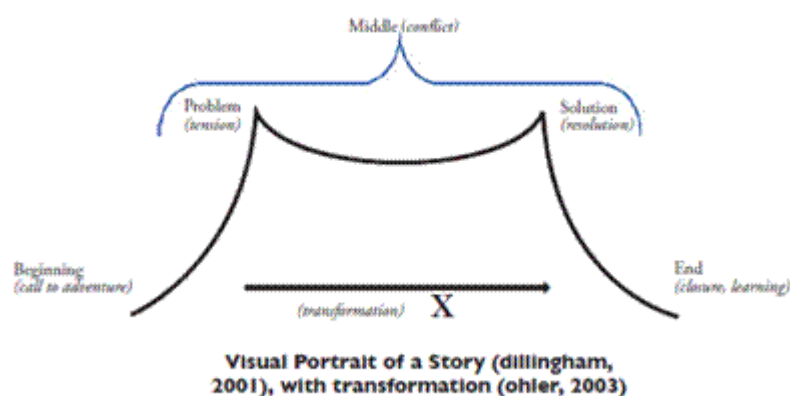 Middle (conflict)
Problem
(tension)
Solution
(resolution)
Beginning
(call to adventure)
End
(closure, learning)
(transformation) X
Visual Portrait of a Story (dillingham,
2001), with transformation (ohler, 2003)